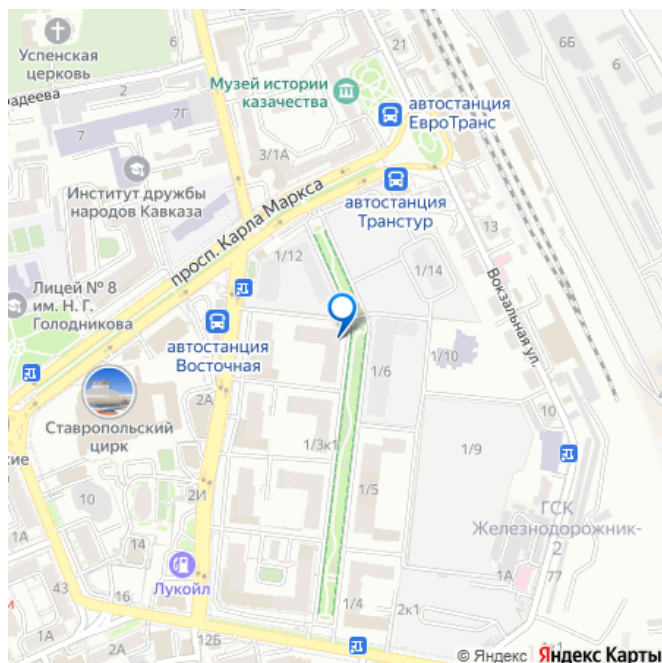 Успенская
церковь
6
21
6Б
6
радеева
Музей истории
казачества
автостанция
ЕвроТранс
7
7Г
3/1А
Институт дружбы
народов Кавказа
просп. Карла Маркса
автостанция
Транстур
13
1/12
1/14
Вокзальная ул.
Лицей № 8
им. Н. Г.
Голодникова
автостанция
Восточная
1/6
1/10
2А
10
Ставропольский
цирк
1/3к1
1/9
ские
2И
10
1/5
ГСК
Железнодорожник-
2
14
1А
Лукойл
1А
77
43
1/4
2к1
2
12Б
1А
© Яндекс Яндекс Карты